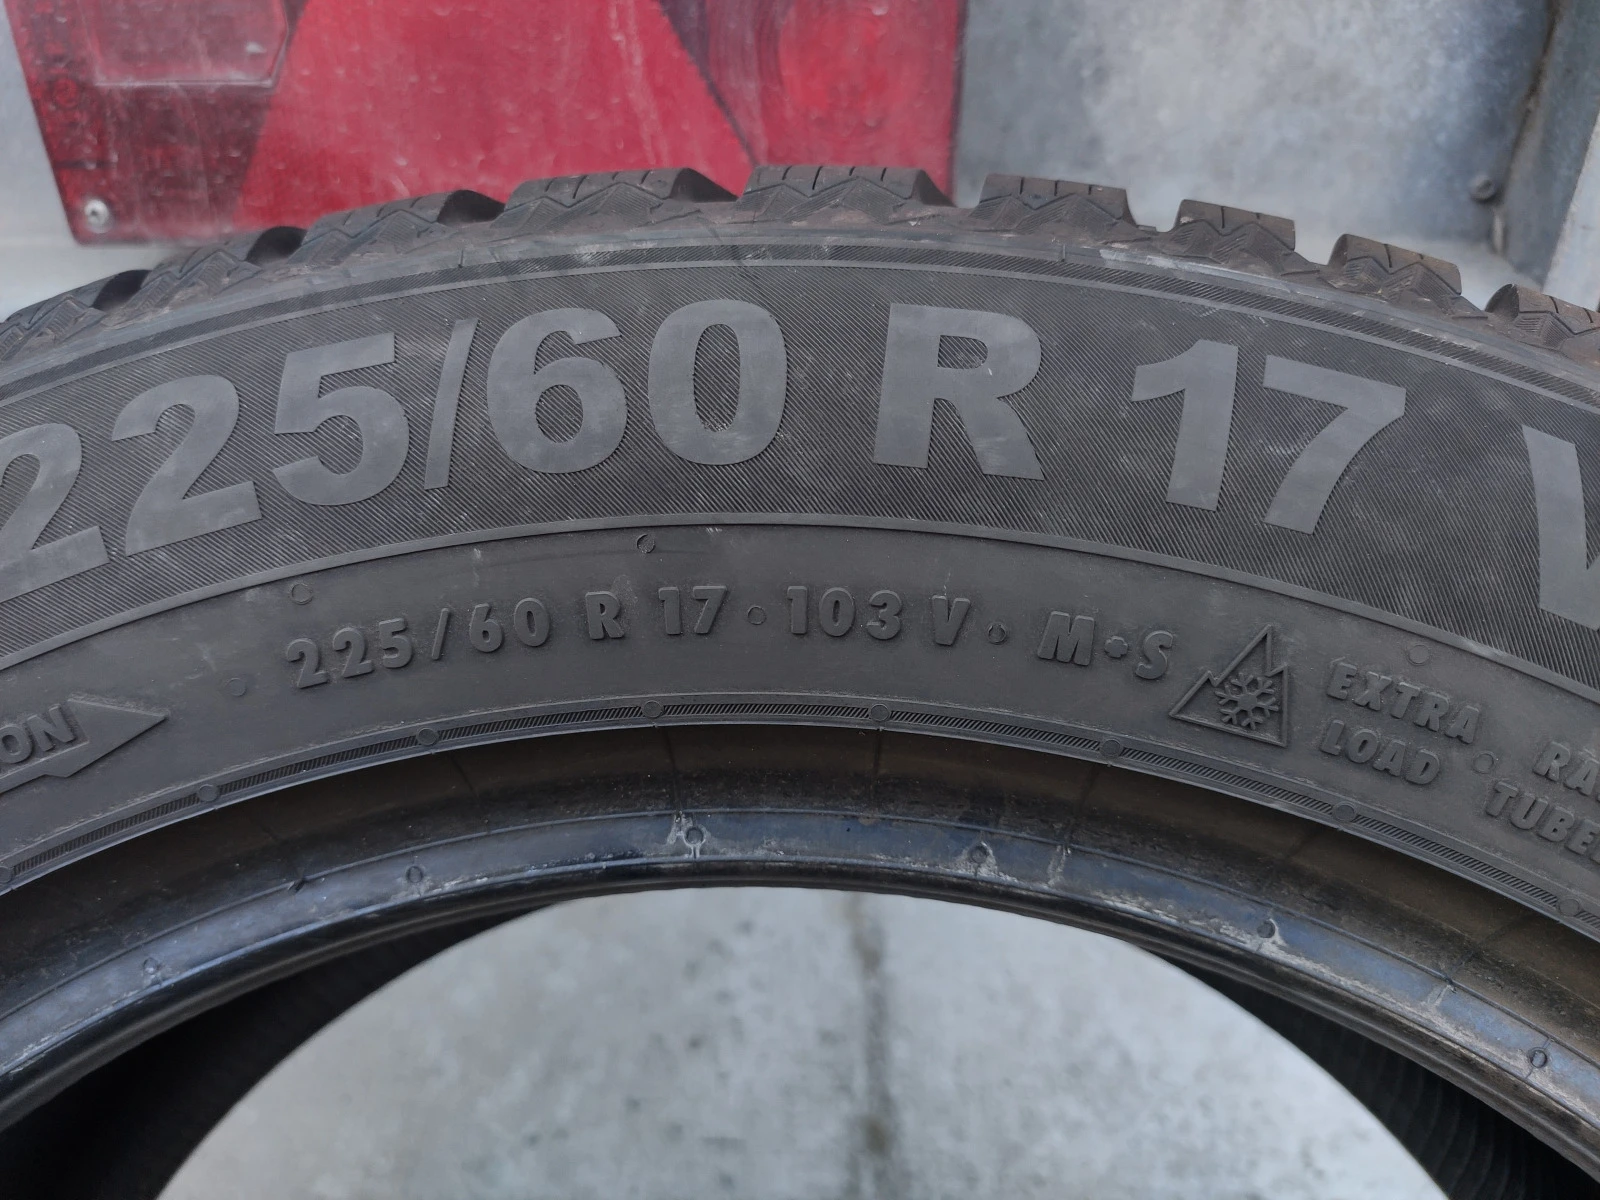 225/60 R 17 V
225/60 R 17 · 103 V · M+S
EXTRA
LOAD